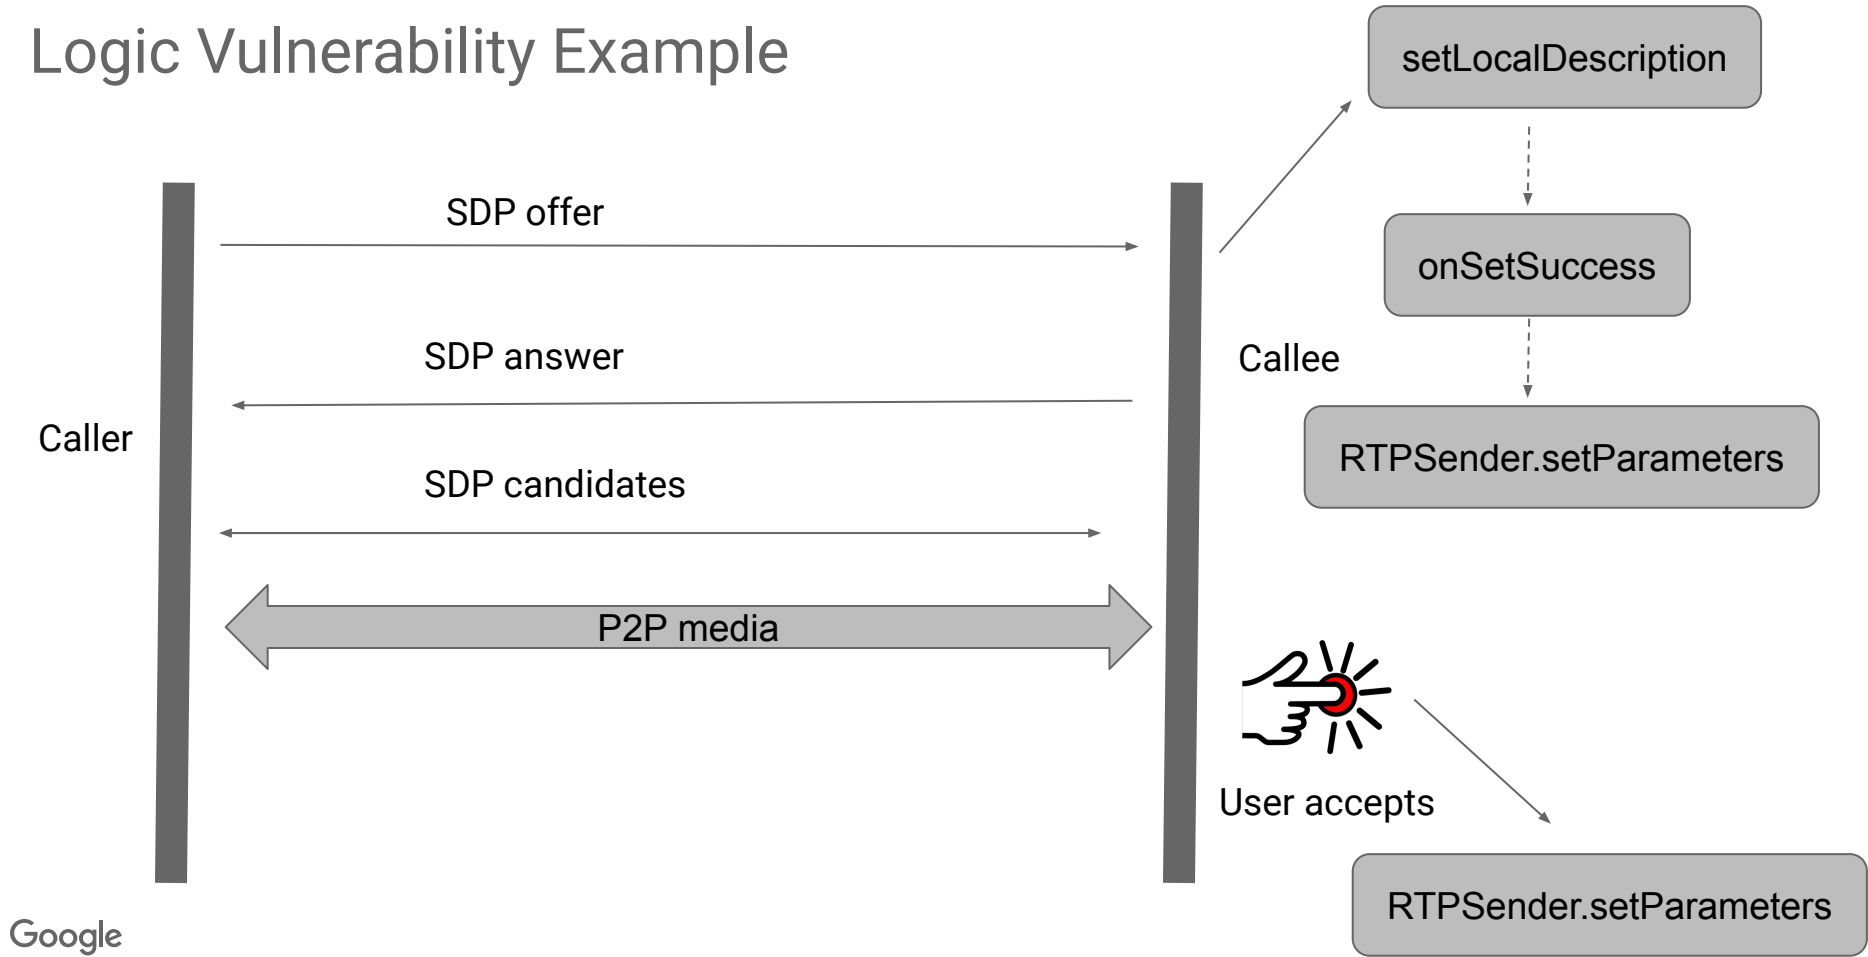 Logic Vulnerability Example
setLocalDescription
SDP offer
onSetSuccess
SDP answer
Callee
Caller
RTPSender.setParameters
SDP candidates
P2P media
User accepts
RTPSender.setParameters
Google